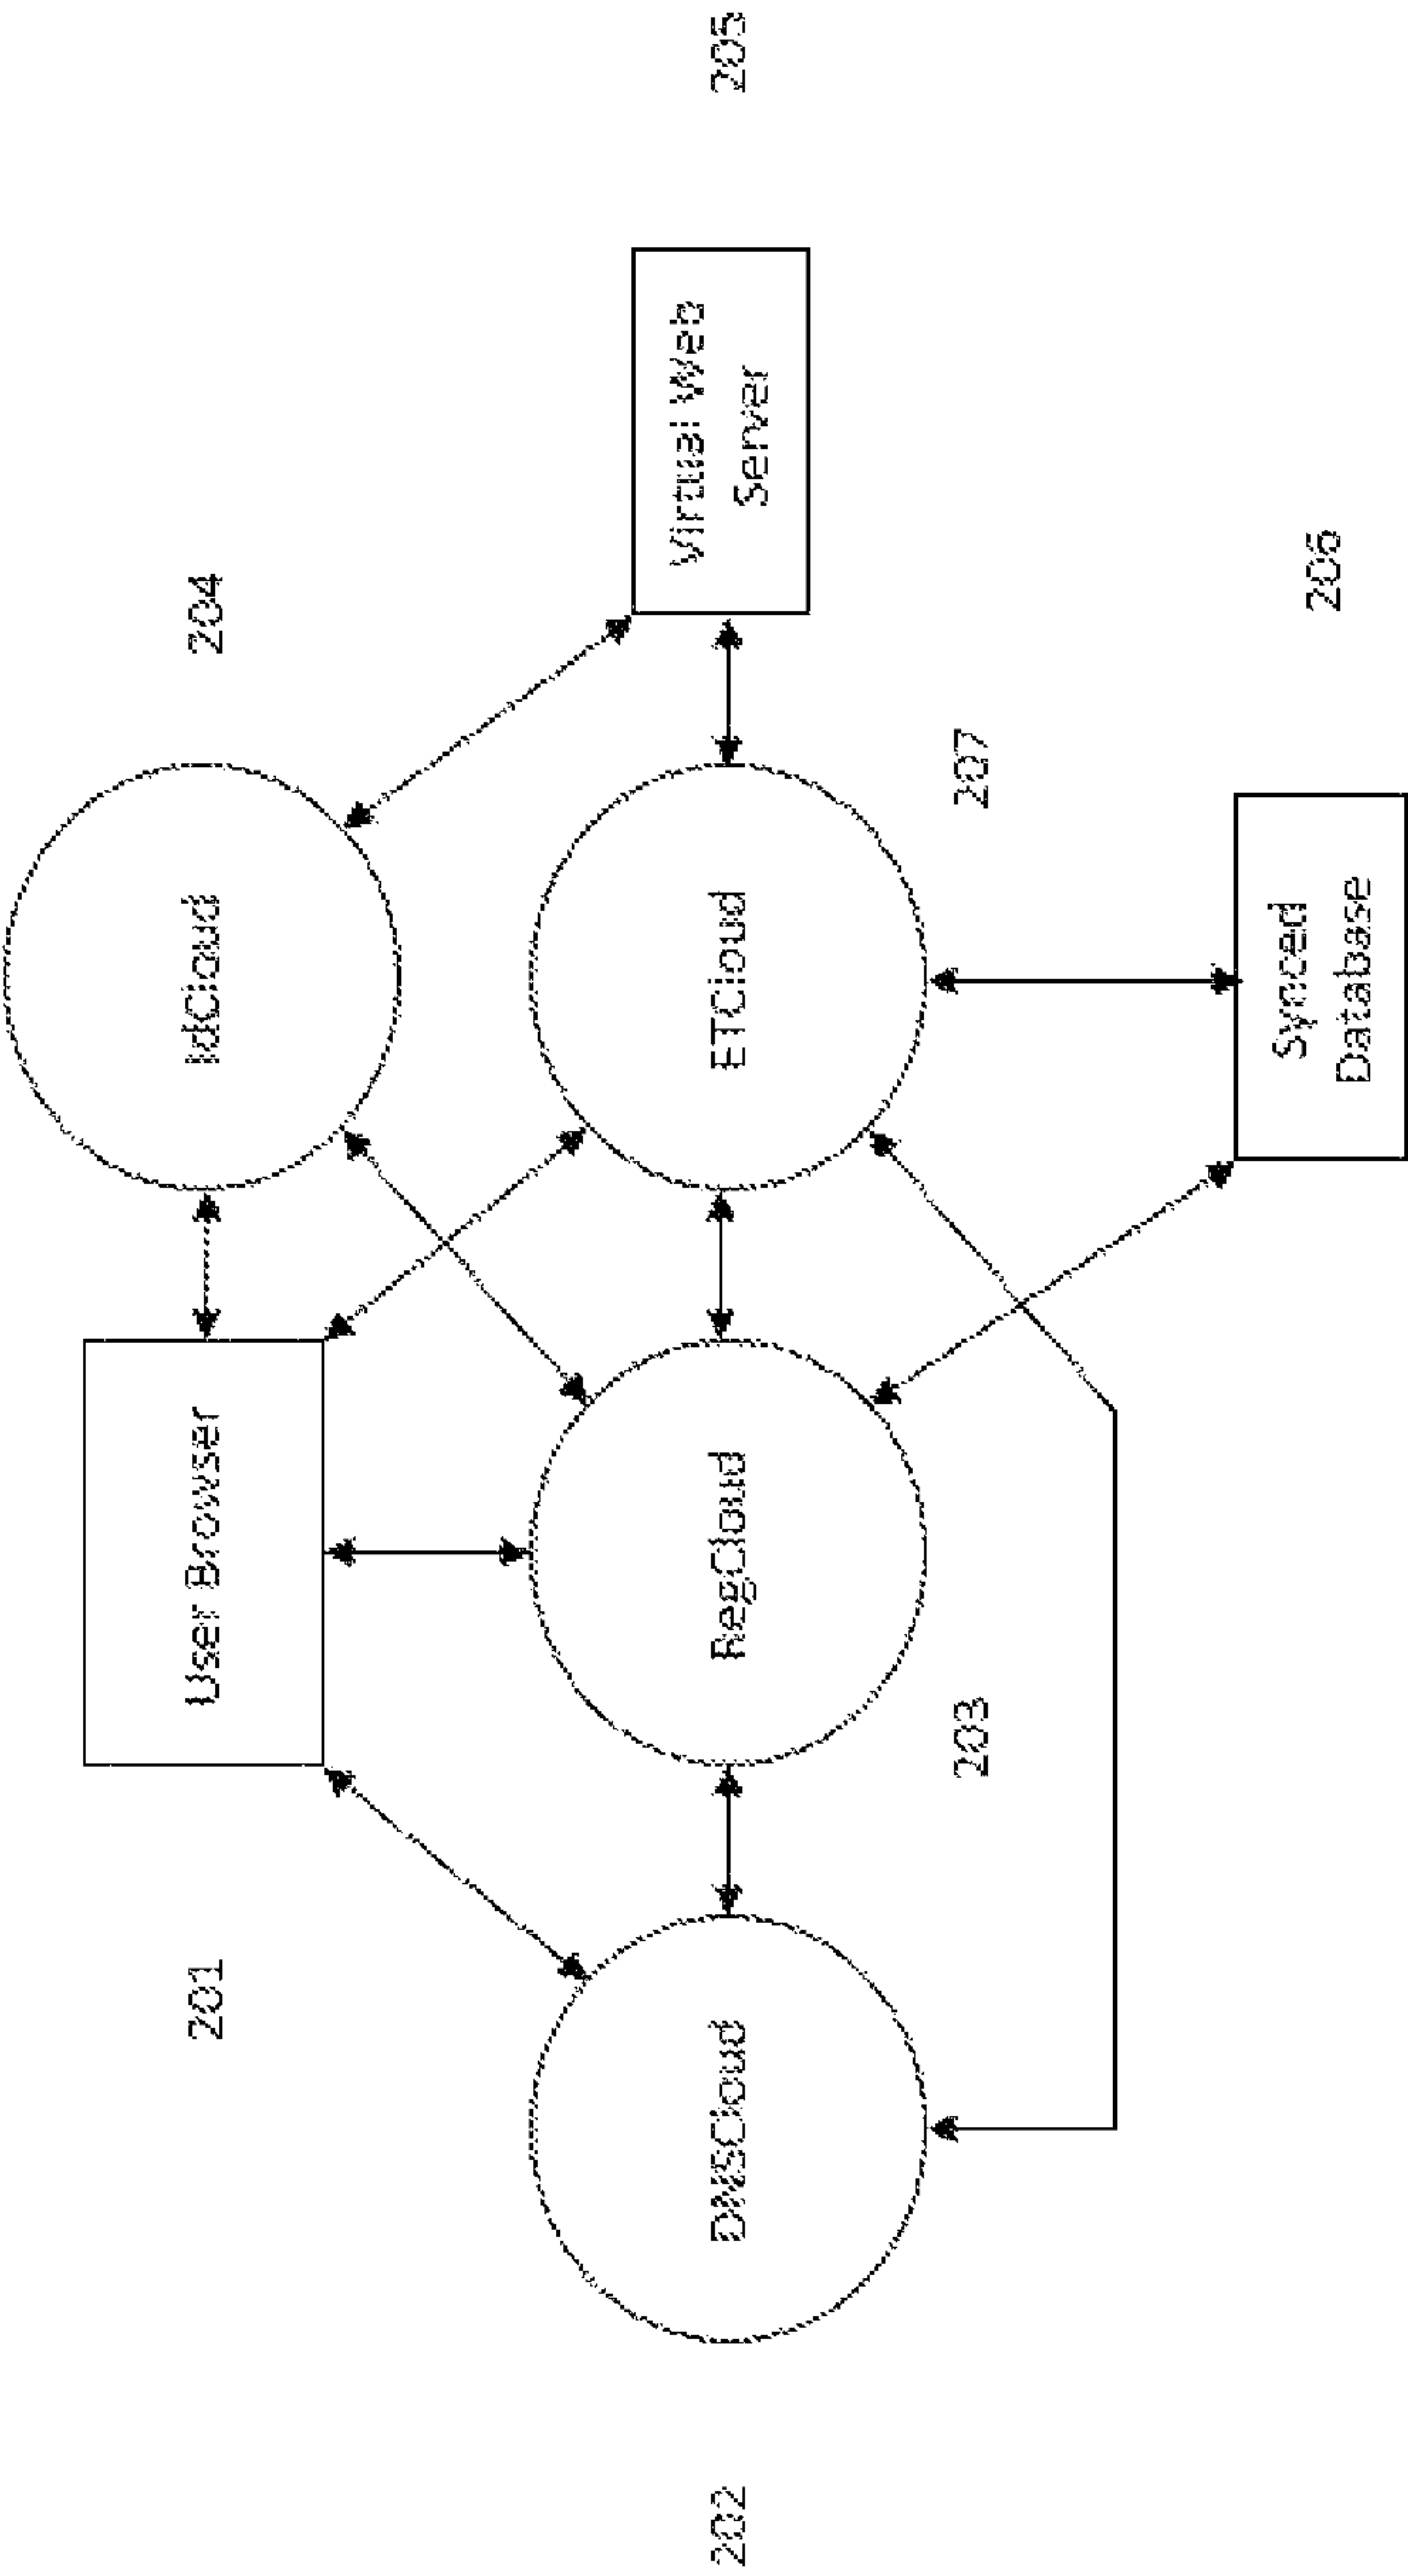 201
User Browser
IdCloud
204
202
DNSCloud
RegCloud
ETCloud
Virtual Web
Server
205
203
207
Synced
Database
206